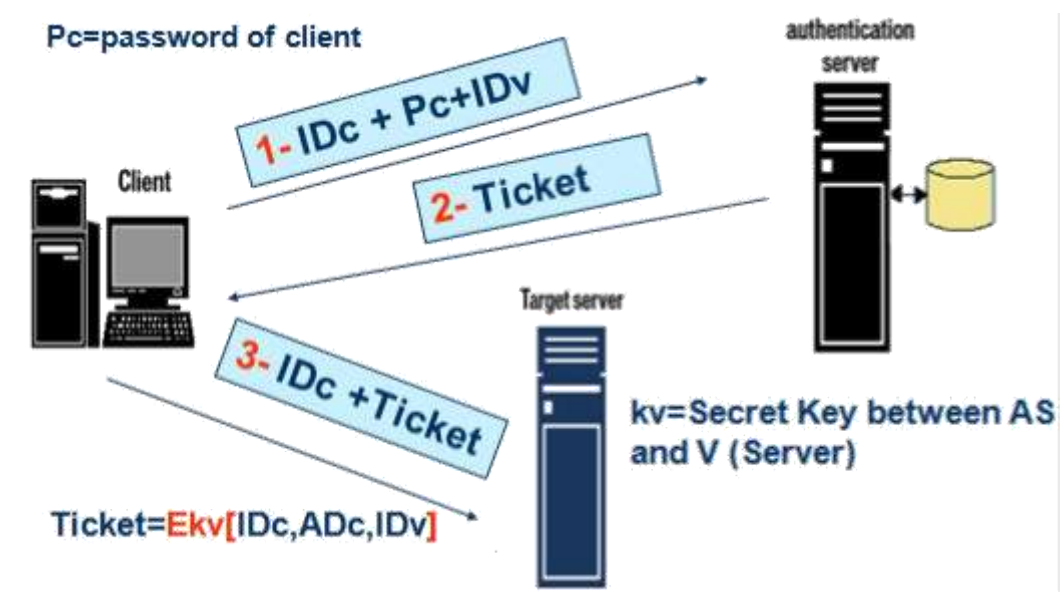 Pc=password of client
authentication
server
1- IDc + Pc+IDv
Client
2- Ticket
Target server
3- IDc +Ticket
kv=Secret Key between AS
and V (Server)
Ticket=Ekv[IDc,ADc,IDv]